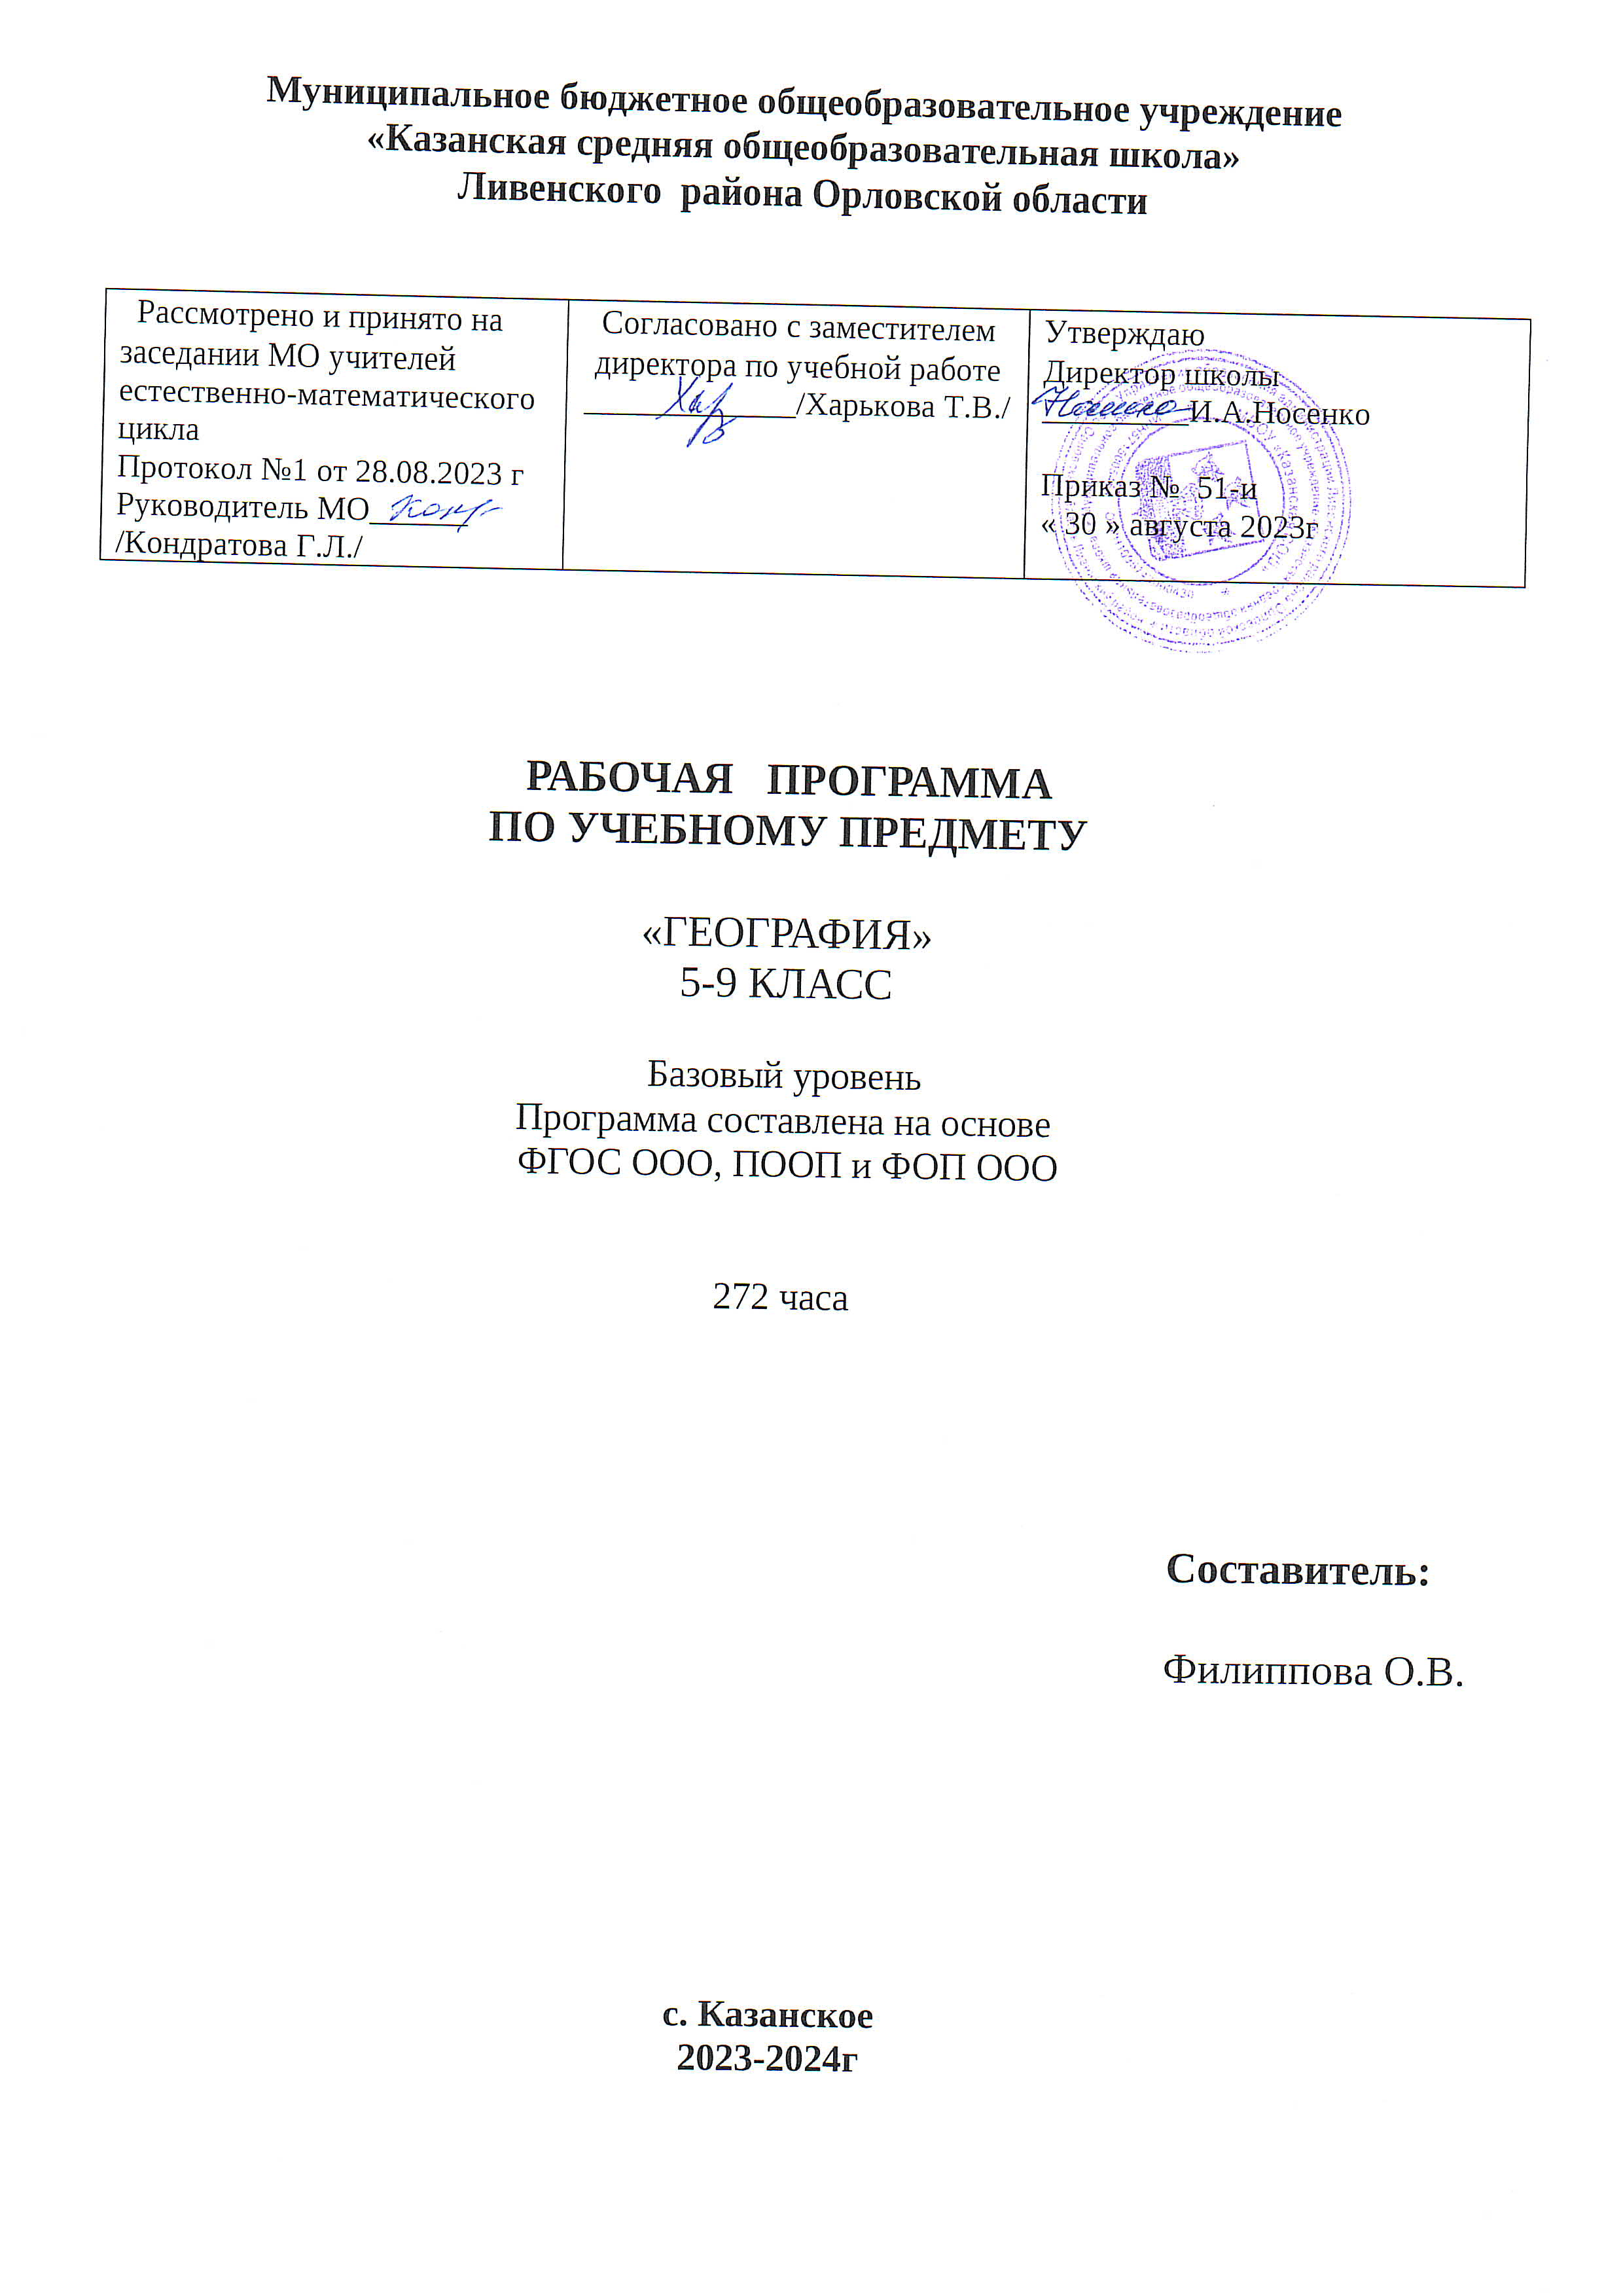 Муниципальное бюджетное общеобразовательное учреждение
«Казанская средняя общеобразовательная школа»
Ливенского района Орловской области
Рассмотрено и принято на
заседании МО учителей
естественно-математического
цикла
Протокол №1 от 28.08.2023 г
Руководитель МО______
/Кондратова Г.Л./
Согласовано с заместителем
директора по учебной работе
_____________/Харькова Т.В./
Утверждаю
Директор школы
_________И.А.Носенко
Приказ № 51-и
« 30 » августа 2023г
РАБОЧАЯ ПРОГРАММА
ПО УЧЕБНОМУ ПРЕДМЕТУ
«ГЕОГРАФИЯ»
5-9 КЛАСС
Базовый уровень
Программа составлена на основе
ФГОС ООО, ПООП и ФОП ООО
272 часа
Составитель:
Филиппова О.В.
с. Казанское
2023-2024г